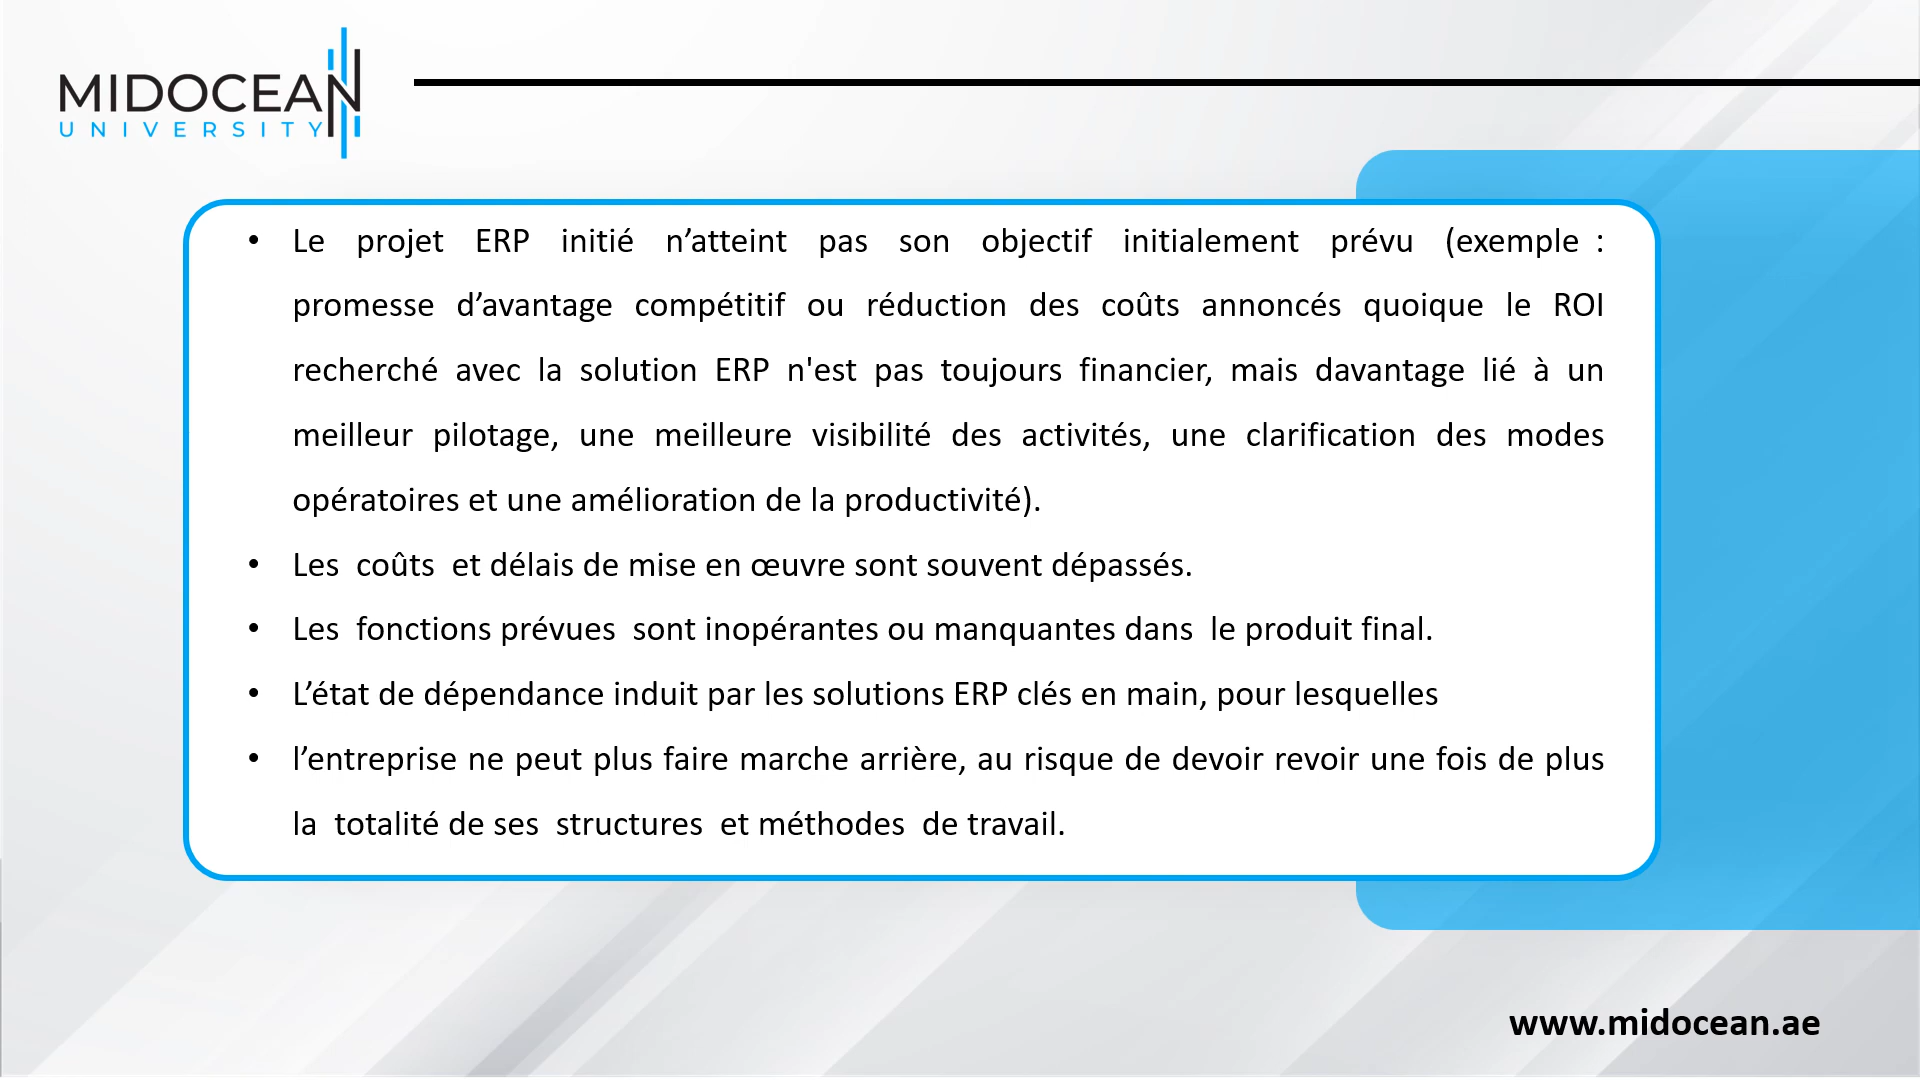 MIDOCEAN
UNIVERSITY
• Le projet ERP initié n’atteint pas son objectif initialement prévu (exemple :
promesse d’avantage compétitif ou réduction des coûts annoncés quoique le ROI
recherché avec la solution ERP n'est pas toujours financier, mais davantage lié à un
meilleur pilotage, une meilleure visibilité des activités, une clarification des modes
opératoires et une amélioration de la productivité).
• Les coûts et délais de mise en œuvre sont souvent dépassés.
• Les fonctions prévues sont inopérantes ou manquantes dans le produit final.
• L’état de dépendance induit par les solutions ERP clés en main, pour lesquelles
• l’entreprise ne peut plus faire marche arrière, au risque de devoir revoir une fois de plus
la totalité de ses structures et méthodes de travail.
www.midocean.ae